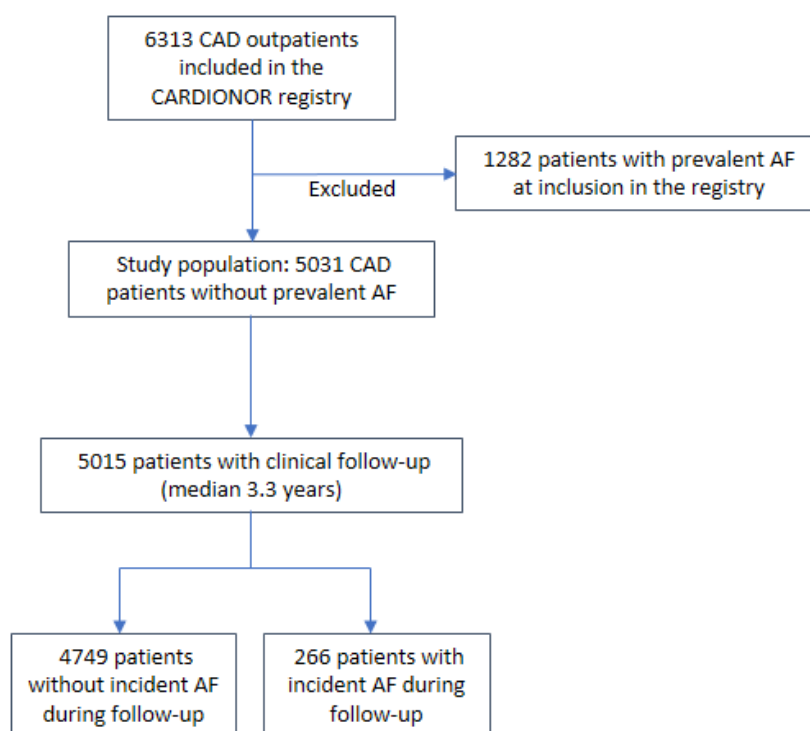 6313 CAD outpatients
included in the
CARDIONOR registry
Excluded
1282 patients with prevalent AF
at inclusion in the registry
Study population: 5031 CAD
patients without prevalent AF
5015 patients with clinical follow-up
(median 3.3 years)
4749 patients
without incident AF
during follow-up
266 patients with
incident AF during
follow-up